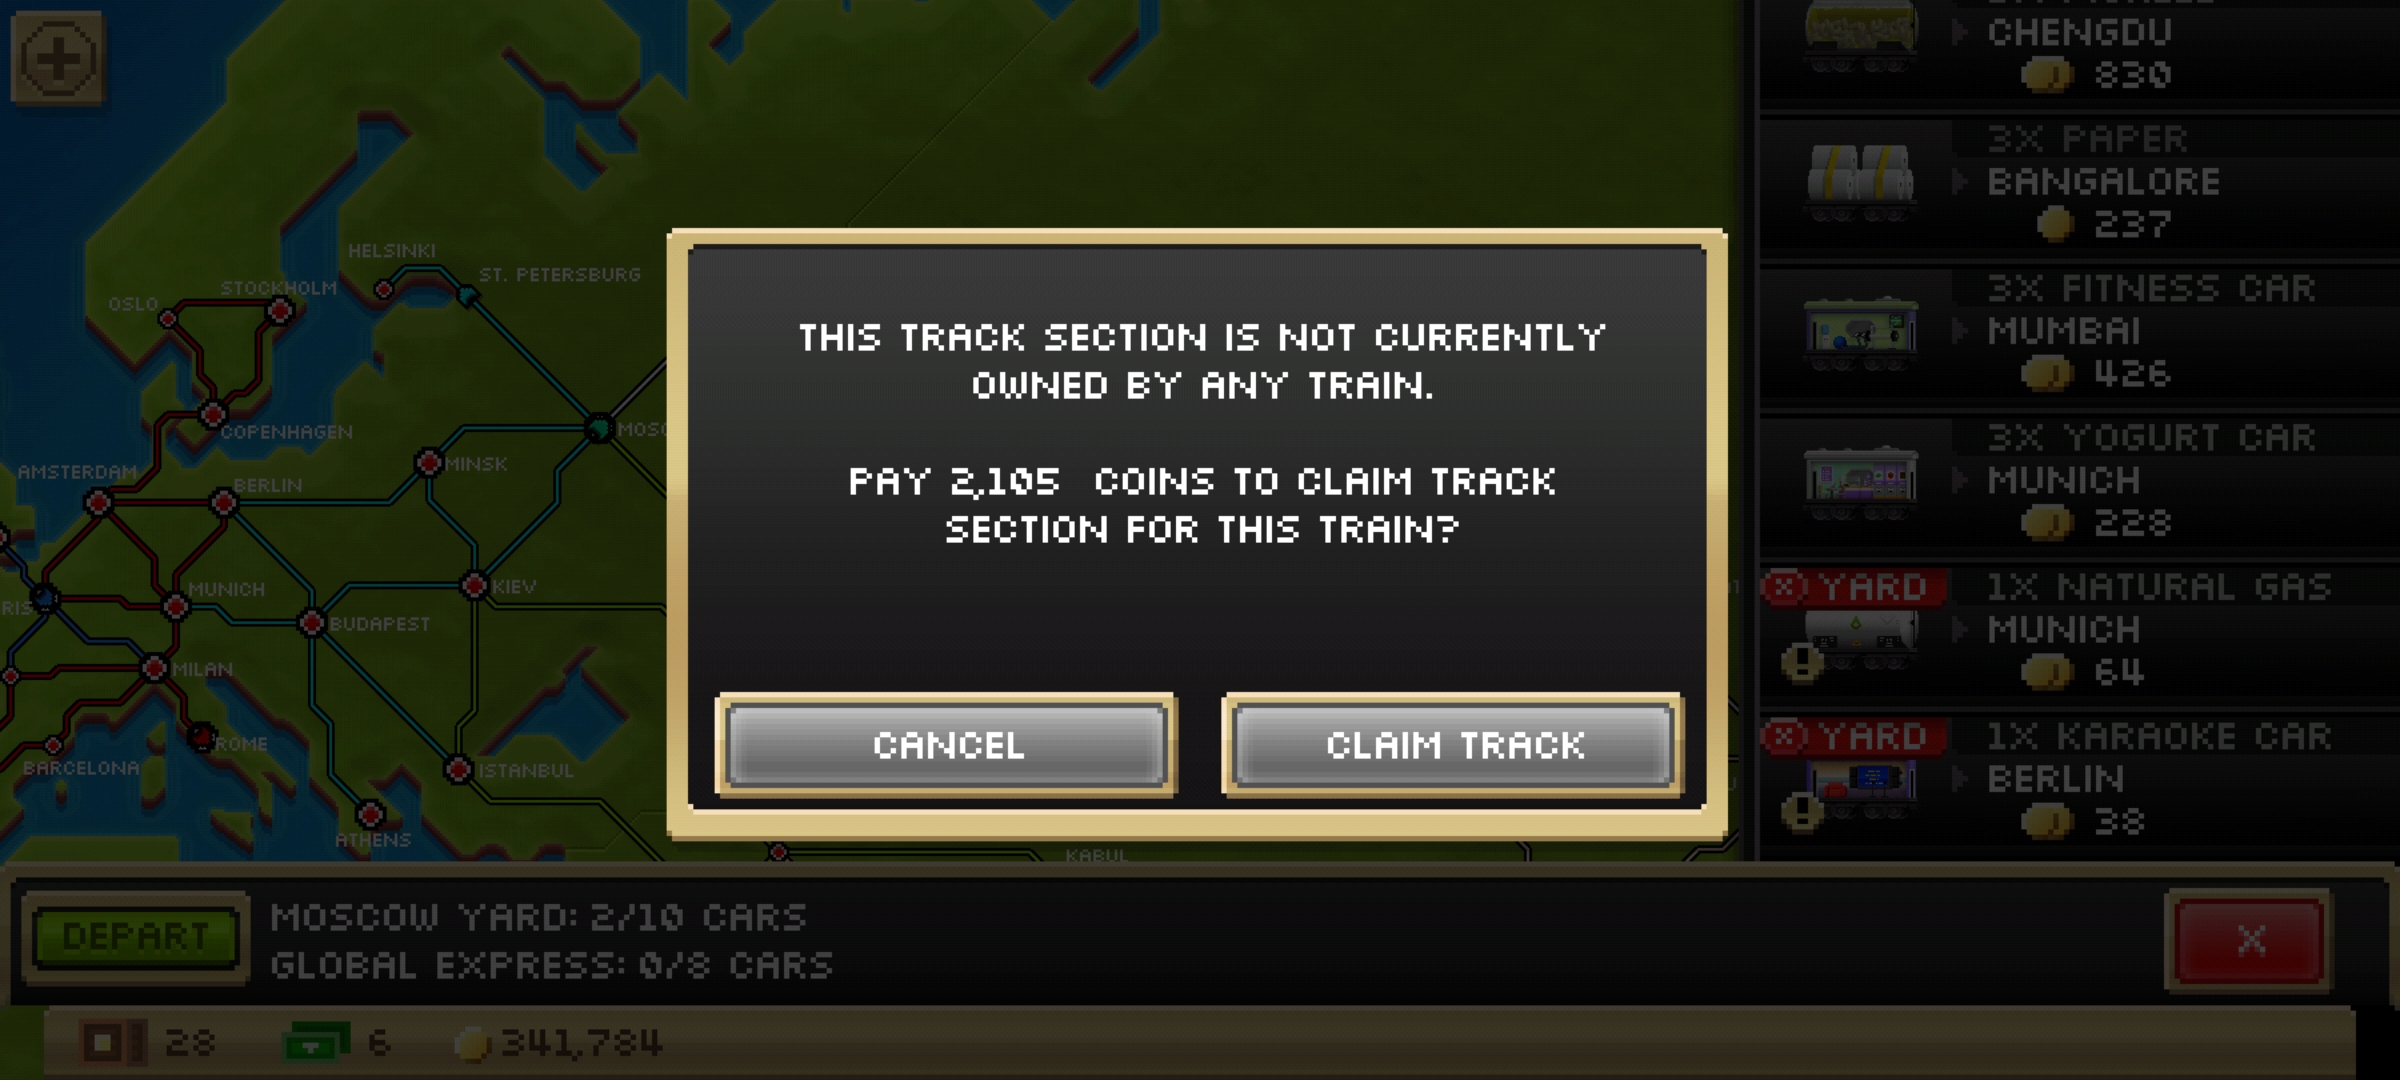 CHENGDU
830
3X PAPER
BANGALORE
237
3X FITNESS CAR
MUMBAI
426
3X YOGURT CAR
MUNICH
228
YARD
1X NATURAL GAS
MUNICH
64
YARD
1X KARAOKE CAR
BERLIN
38
HELSINKI
ST. PETERSBURG
STOCKHOLM
OSLO
COPENHAGEN
MINSK
AMSTERDAM
BERLIN
MUNICH
KIEV
BUDAPEST
MILAN
ROME
BARCELONA
ISTANBUL
ATHENS
KABUL
THIS TRACK SECTION IS NOT CURRENTLY
OWNED BY ANY TRAIN.
PAY 2,105 COINS TO CLAIM TRACK
SECTION FOR THIS TRAIN?
CANCEL
CLAIM TRACK
DEPART
MOSCOW YARD: 2/10 CARS
GLOBAL EXPRESS: 0/8 CARS
X
28
6
341,784